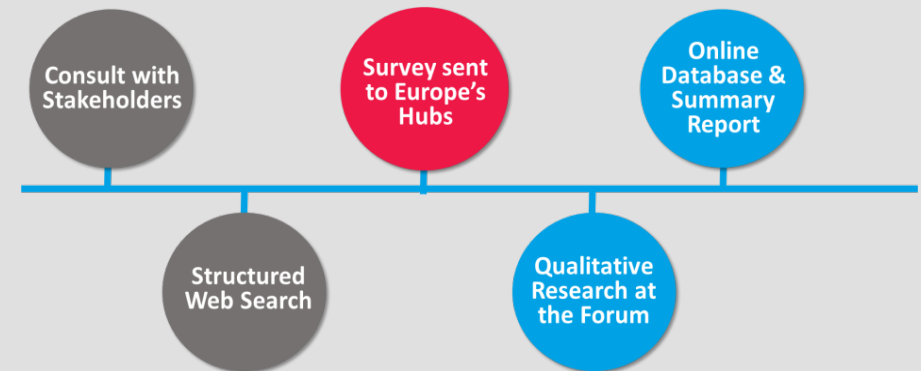 Consult with
Stakeholders
Structured
Web Search
Survey sent
to Europe's
Hubs
Qualitative
Research at
the Forum
Online
Database &
Summary
Report